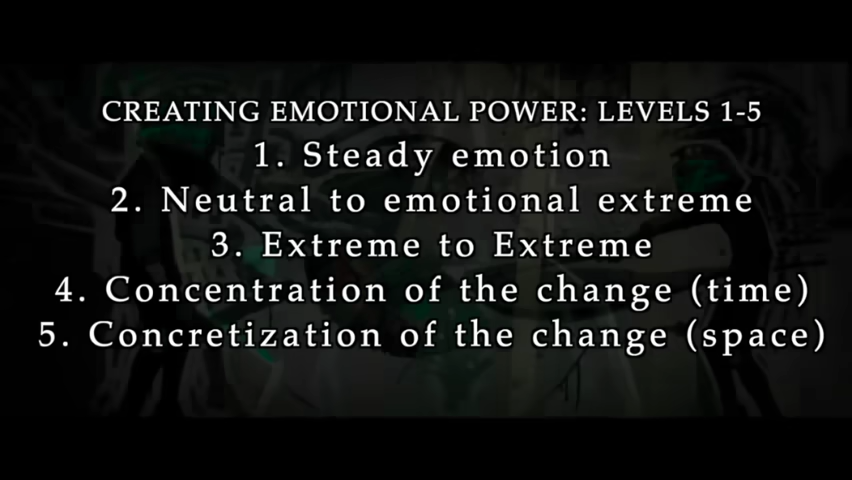 CREATING EMOTIONAL POWER: LEVELS 1-5
1. Steady emotion
2. Neutral to emotional extreme
3. Extreme to Extreme
4. Concentration of the change (time)
5. Concretization of the change (space)